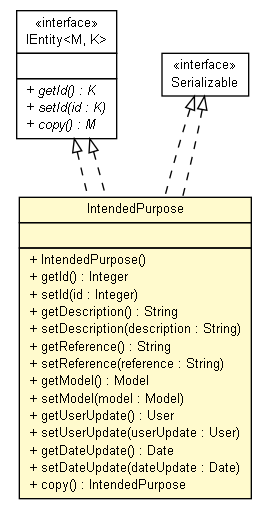 «interface»
IEntity<M, K>
+ getId() : K
+ setId(id : K)
+ copy() : M
«interface»
Serializable
IntendedPurpose
+ IntendedPurpose()
+ getId() : Integer
+ setId(id : Integer)
+ getDescription() : String
+ setDescription(description : String)
+ getReference() : String
+ setReference(reference : String)
+ getModel() : Model
+ setModel(model : Model)
+ getUserUpdate() : User
+ setUserUpdate(userUpdate : User)
+ getDateUpdate() : Date
+ setDateUpdate(dateUpdate : Date)
+ copy() : IntendedPurpose